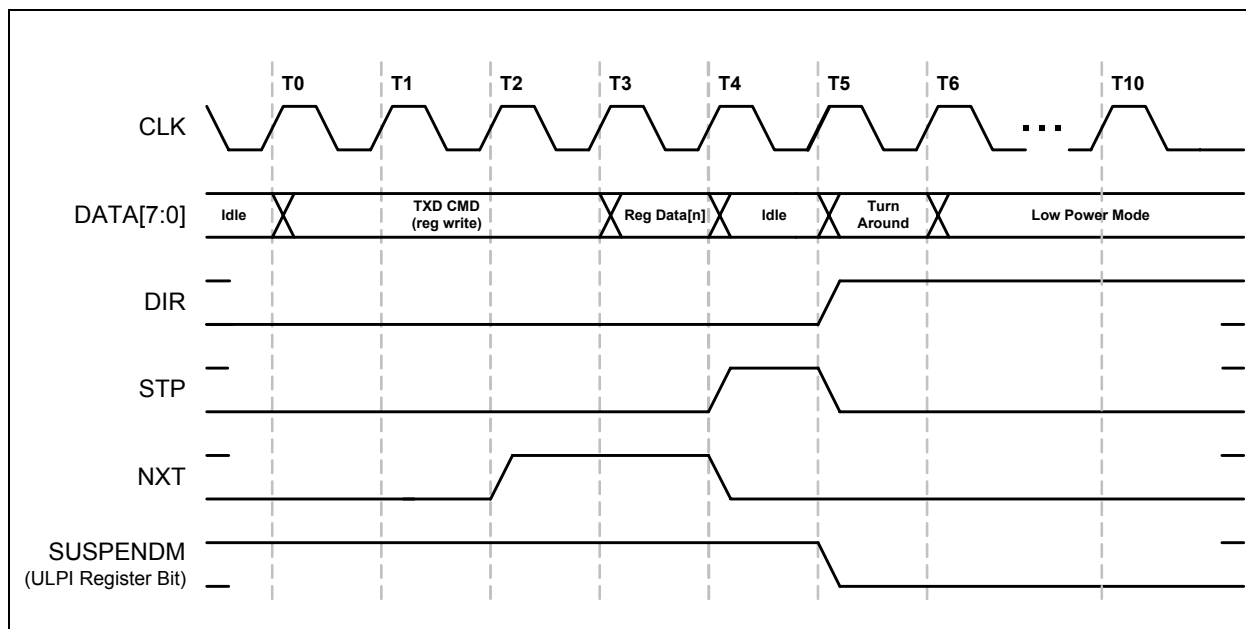 T0 T1 T2 T3 T4 T5 T6 T10
CLK
...
DATA[7:0] Idle TXD CMD Reg Data[n] Idle Turn Low Power Mode
(reg write) Around
DIR
STP
NXT
SUSPENDM
(ULPI Register Bit)